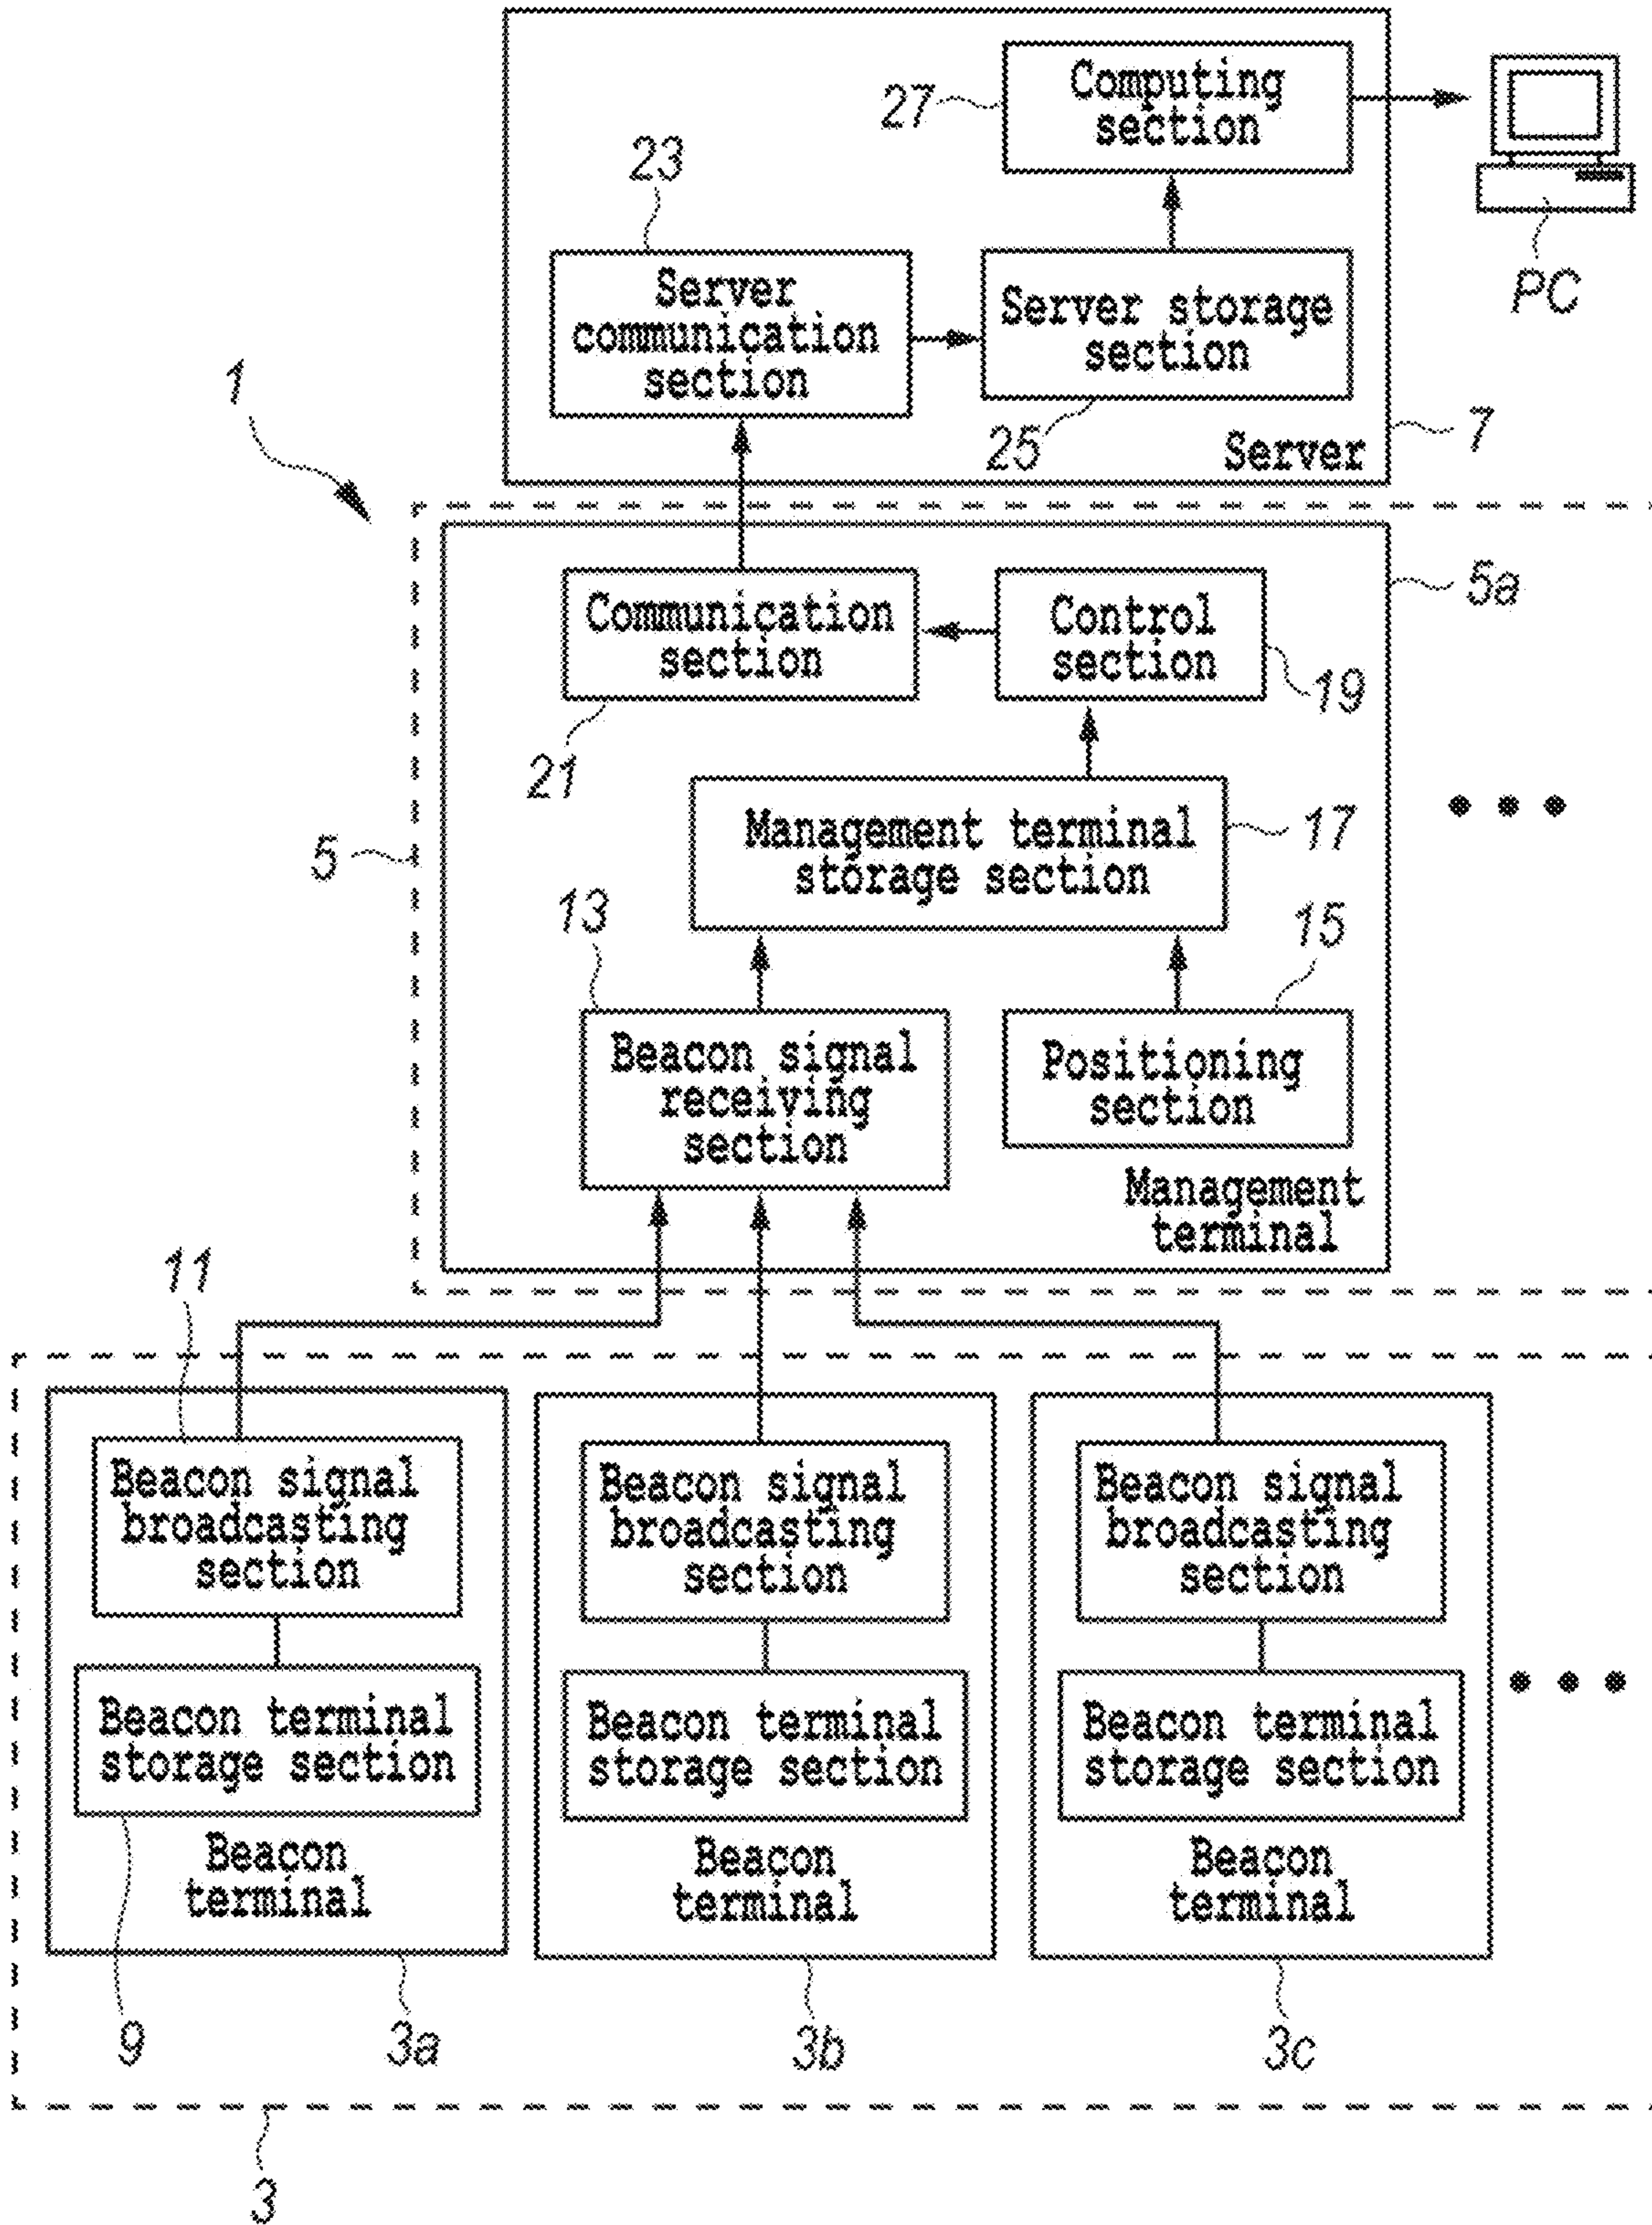 27
Computing
section
23
PC
Server
communication
section
Server storage
section
25
Server
7
1
5a
Communication
section
Control
section
19
21
5
Management terminal
storage section
17
13
15
Beacon signal
receiving
section
Positioning
section
Management
terminal
11
Beacon signal
broadcasting
section
Beacon signal
broadcasting
section
Beacon signal
broadcasting
section
Beacon terminal
storage section
Beacon terminal
storage section
Beacon terminal
storage section
Beacon
terminal
Beacon
terminal
Beacon
terminal
9
3a
3b
3c
3